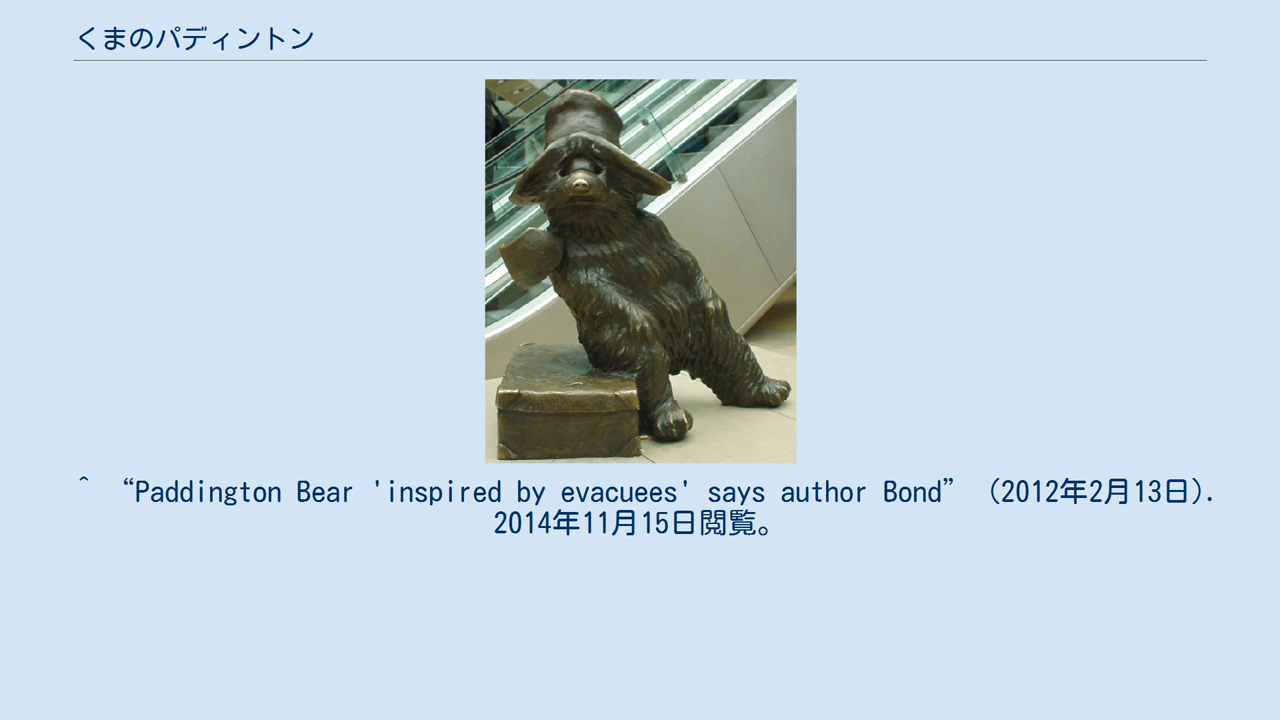 くまのパディントン
^ “Paddington Bear 'inspired by evacuees' says author Bond” (2012年2月13日).
2014年11月15日閲覧。